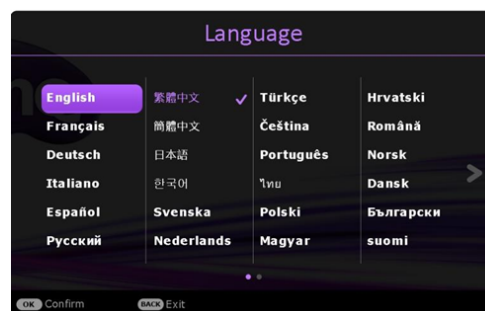 Language
English
Français
Deutsch
Italiano
Español
Русский
繁體中文
簡體中文
日本語
한국어
Svenska
Nederlands
Türkçe
Čeština
Português
ไทย
Polski
Magyar
Hrvatski
Română
Norsk
Dansk
Български
suomi
OK Confirm
BACK Exit